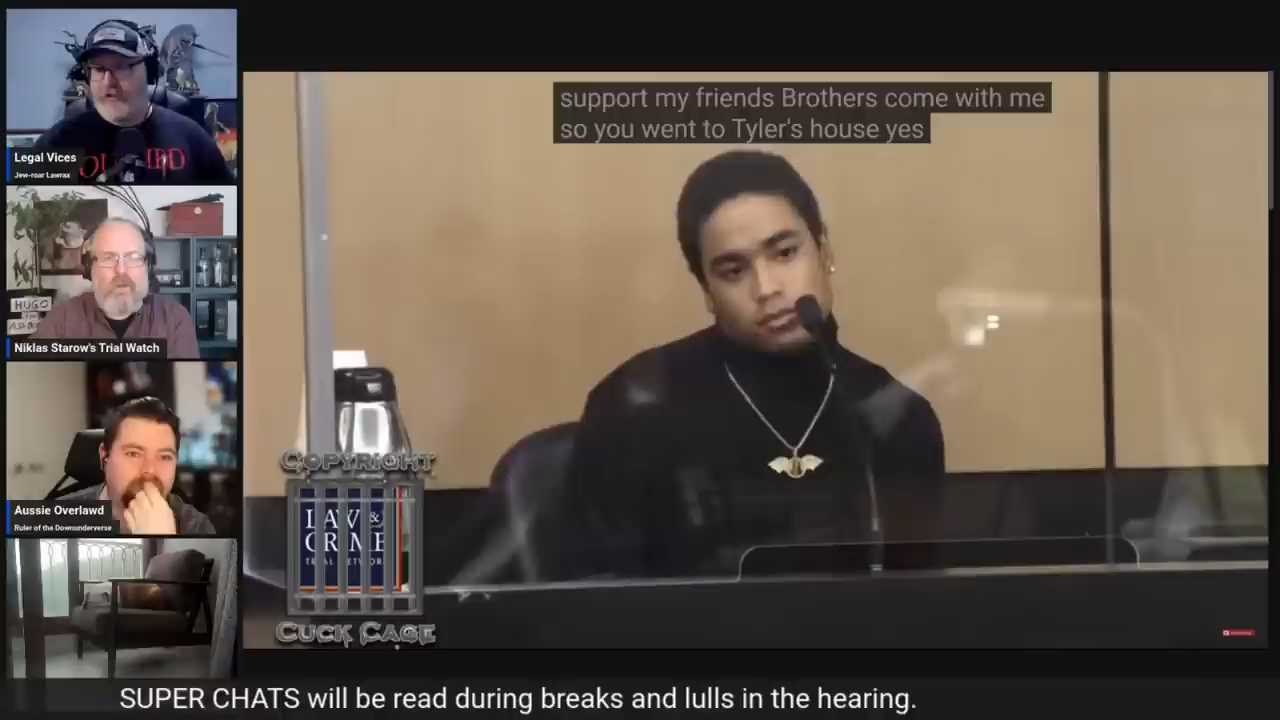 Legal Vices
Jew-roar Lawrax
HUGO
Niklas Starow's Trial Watch
Aussie Overlawd
Ruler of the Downunderverse
support my friends Brothers come with me
so you went to Tyler's house yes
COPYRIGHT
LAW &
CRIME
TRIAL NETWORK
CUCK CAGE
SUPER CHATS will be read during breaks and lulls in the hearing.